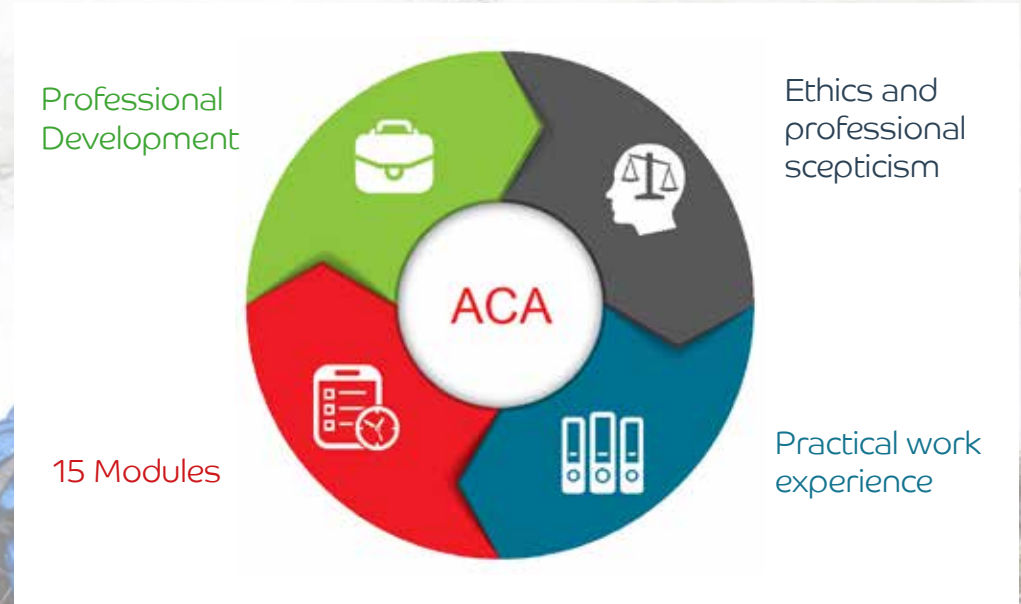 Professional
Development
Ethics and
professional
scepticism
ACA
15 Modules
Practical work
experience